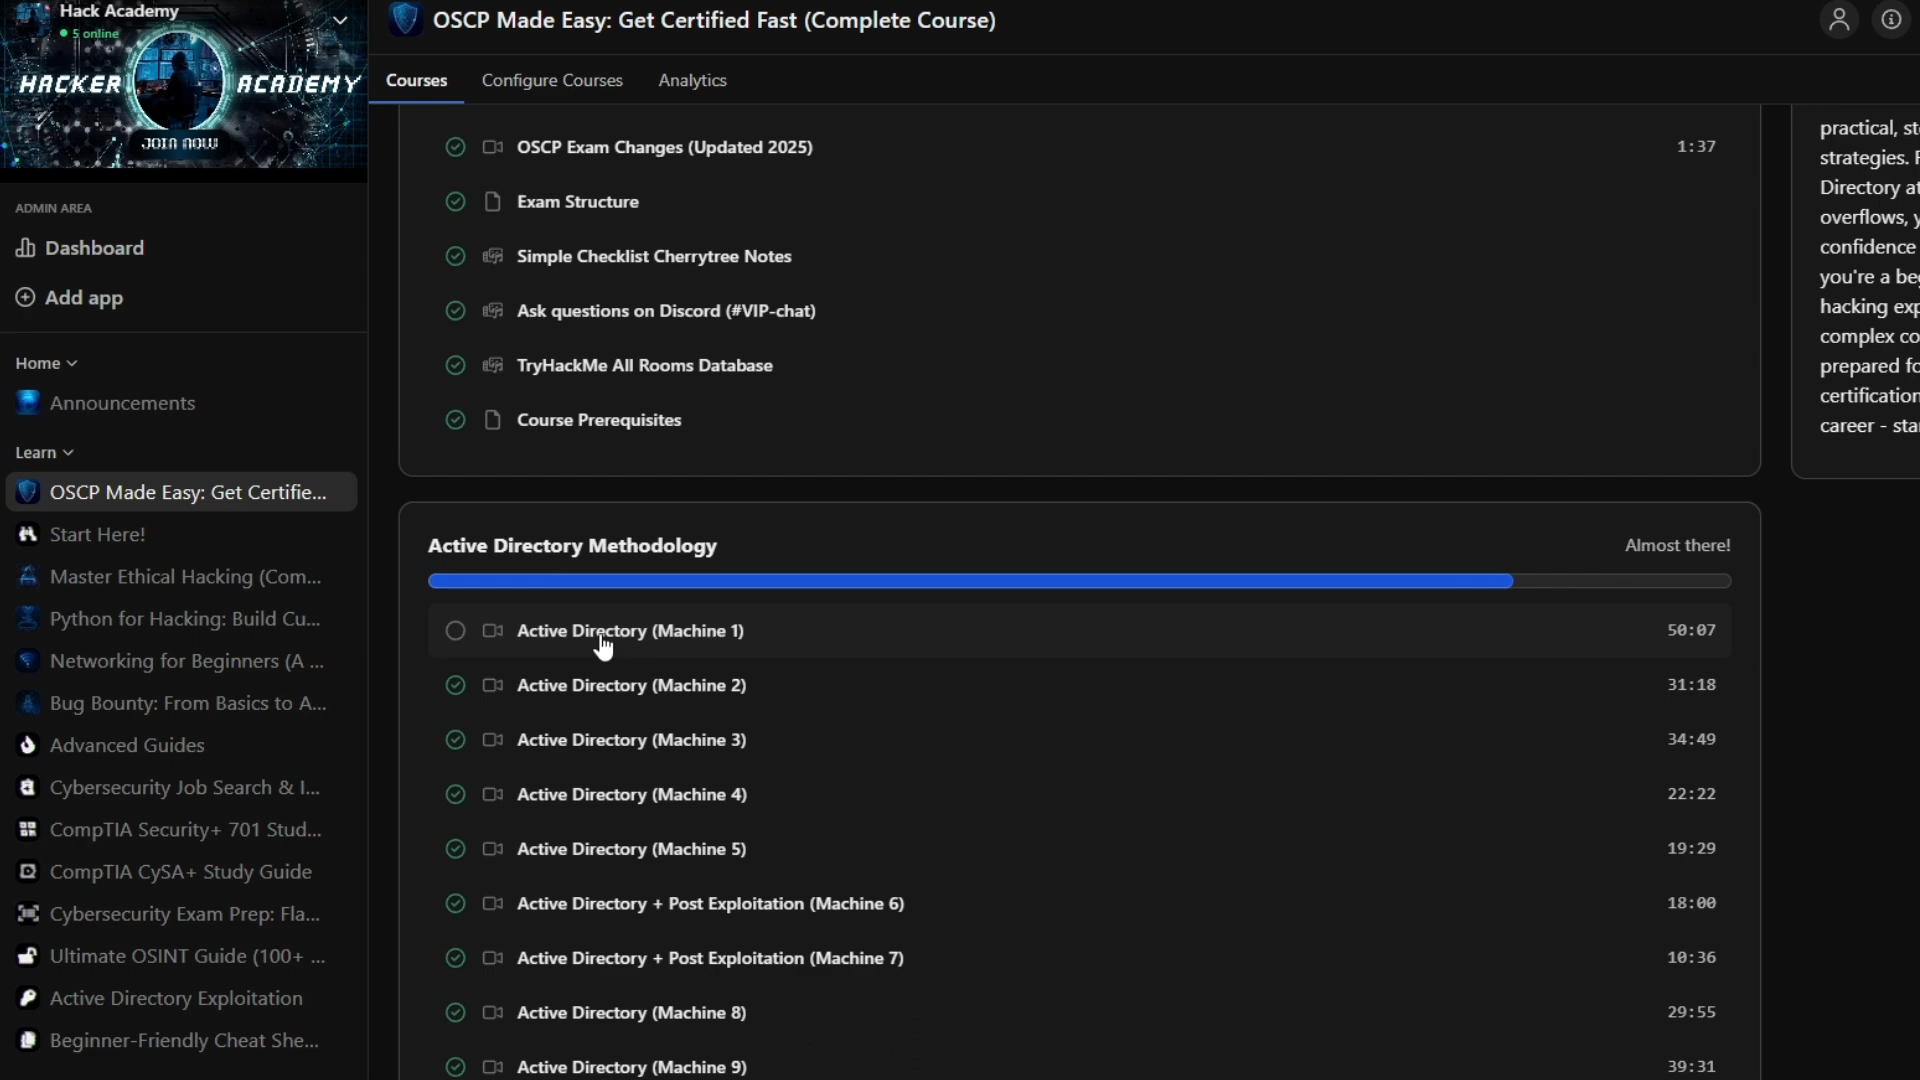 Hack Academy
5 online
HACKER ACADEMY
JOIN NOW!
ADMIN AREA
Dashboard
Add app
Home
Announcements
Learn
OSCP Made Easy: Get Certifie...
Start Here!
Master Ethical Hacking (Com...
Python for Hacking: Build Cu...
Networking for Beginners (A ...
Bug Bounty: From Basics to A...
Advanced Guides
Cybersecurity Job Search & I...
CompTIA Security+ 701 Stud...
CompTIA CySA+ Study Guide
Cybersecurity Exam Prep: Fla...
Ultimate OSINT Guide (100+ ...
Active Directory Exploitation
Beginner-Friendly Cheat She...
OSCP Made Easy: Get Certified Fast (Complete Course)
Courses Configure Courses Analytics
OSCP Exam Changes (Updated 2025) 1:37
Exam Structure
Simple Checklist Cherrytree Notes
Ask questions on Discord (#VIP-chat)
TryHackMe All Rooms Database
Course Prerequisites
Active Directory Methodology Almost there!
Active Directory (Machine 1) 50:07
Active Directory (Machine 2) 31:18
Active Directory (Machine 3) 34:49
Active Directory (Machine 4) 22:22
Active Directory (Machine 5) 19:29
Active Directory + Post Exploitation (Machine 6) 18:00
Active Directory + Post Exploitation (Machine 7) 10:36
Active Directory (Machine 8) 29:55
Active Directory (Machine 9) 39:31
practical,
strategies.
Directory
overflows,
confidence
you're a
hacking
complex
prepared
certification
career -